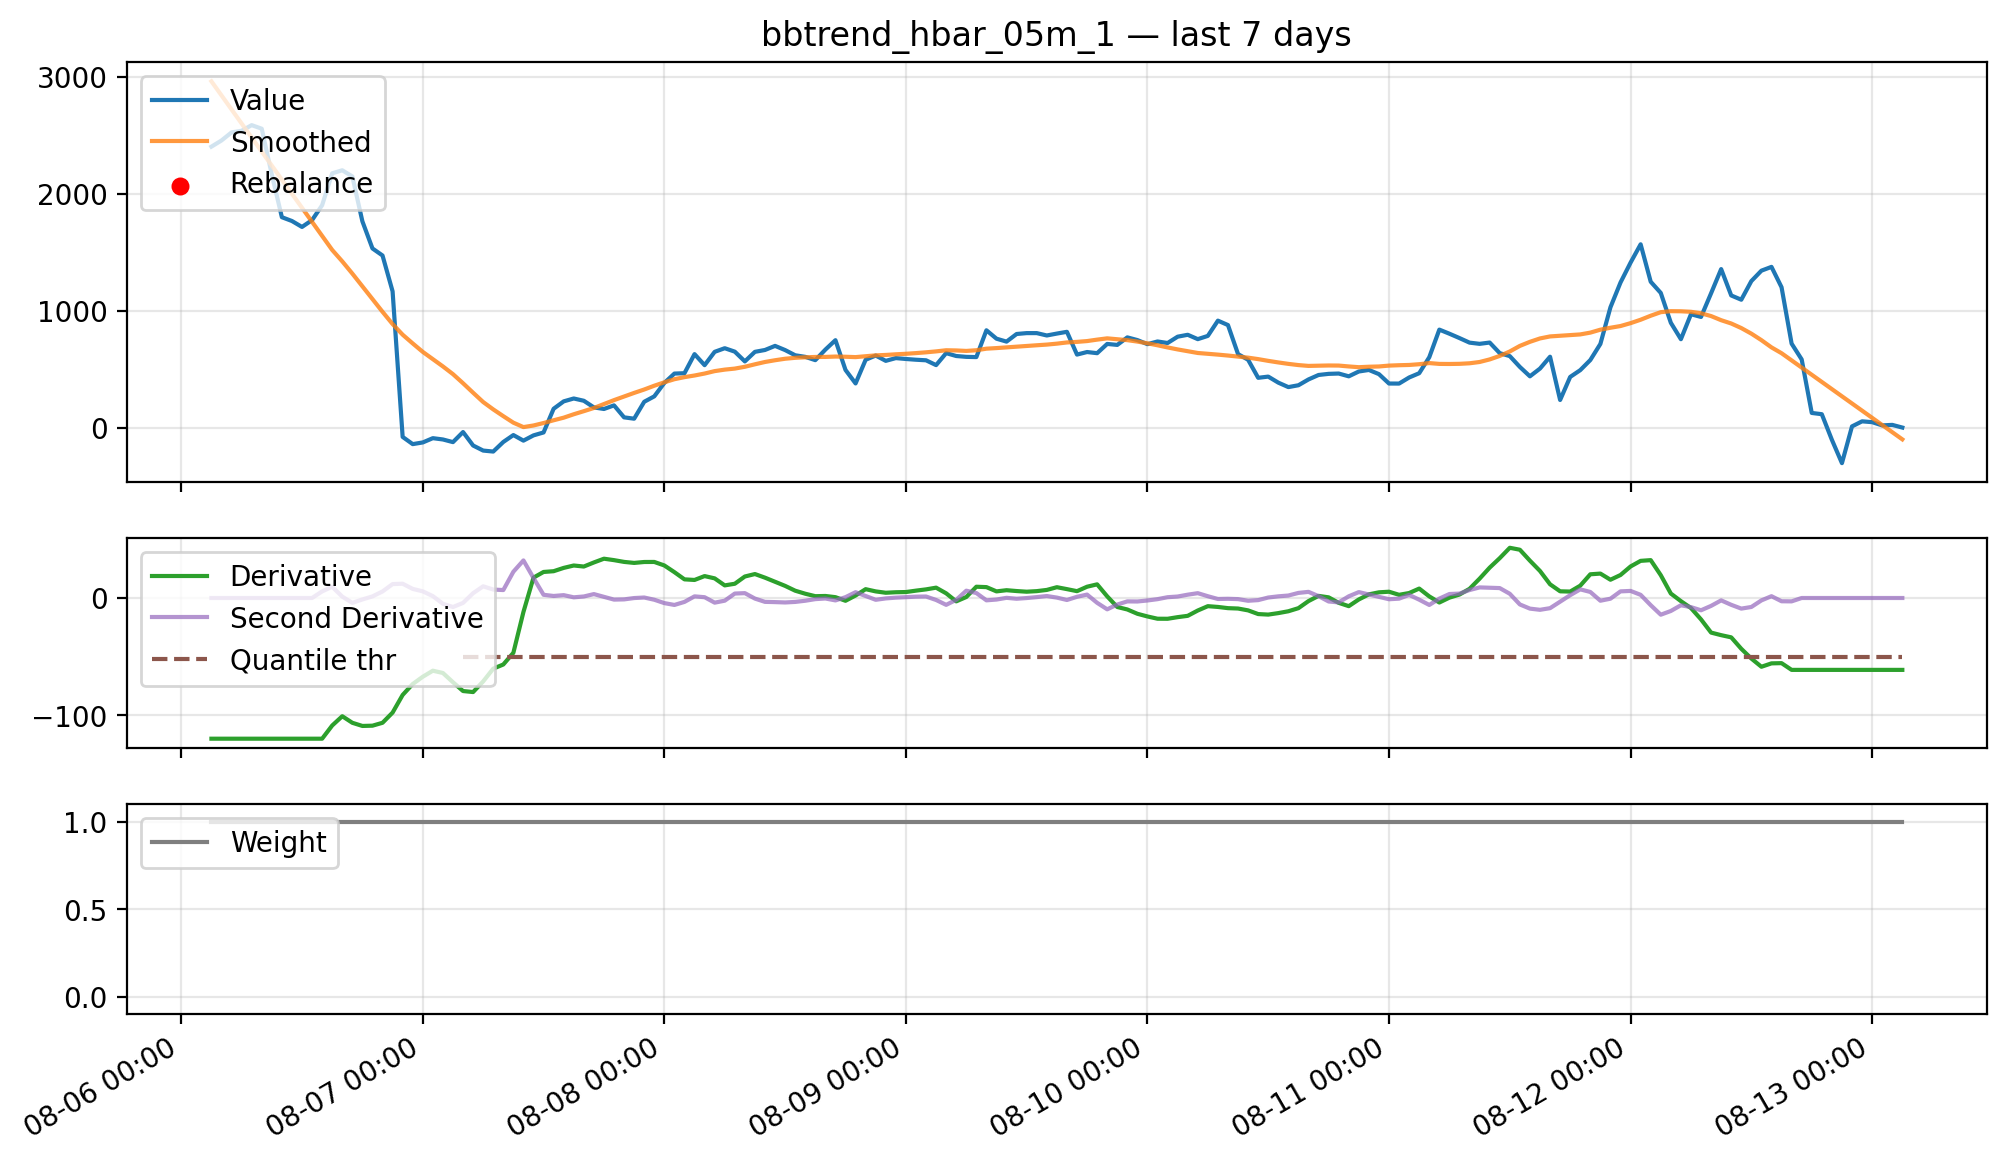 bbtrend_hbar_05m_1 — last 7 days
3000
2000
1000
0
Value
Smoothed
Rebalance
0
−100
Derivative
Second Derivative
Quantile thr
1.0
0.5
0.0
Weight
08-06 00:00
08-07 00:00
08-08 00:00
08-09 00:00
08-10 00:00
08-11 00:00
08-12 00:00
08-13 00:00